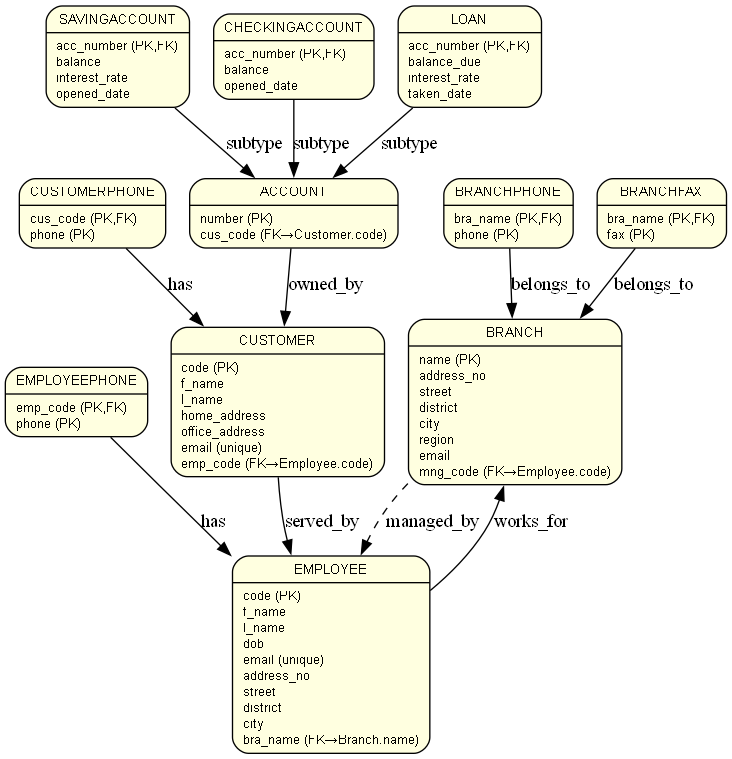 SAVINGACCOUNT
acc_number (PK,FK)
balance
interest_rate
opened_date
CHECKINGACCOUNT
acc_number (PK,FK)
balance
opened_date
LOAN
acc_number (PK,FK)
balance_due
interest_rate
taken_date
subtype
subtype
subtype
CUSTOMERPHONE
cus_code (PK,FK)
phone (PK)
ACCOUNT
number (PK)
cus_code (FK→Customer.code)
BRANCHPHONE
bra_name (PK,FK)
phone (PK)
BRANCHFAX
bra_name (PK,FK)
fax (PK)
has
owned_by
belongs_to
belongs_to
EMPLOYEEPHONE
emp_code (PK,FK)
phone (PK)
CUSTOMER
code (PK)
f_name
l_name
home_address
office_address
email (unique)
emp_code (FK→Employee.code)
BRANCH
name (PK)
address_no
street
district
city
region
email
mng_code (FK→Employee.code)
has
served_by
managed_by
works_for
EMPLOYEE
code (PK)
f_name
l_name
dob
email (unique)
address_no
street
district
city
bra_name (FK→Branch.name)